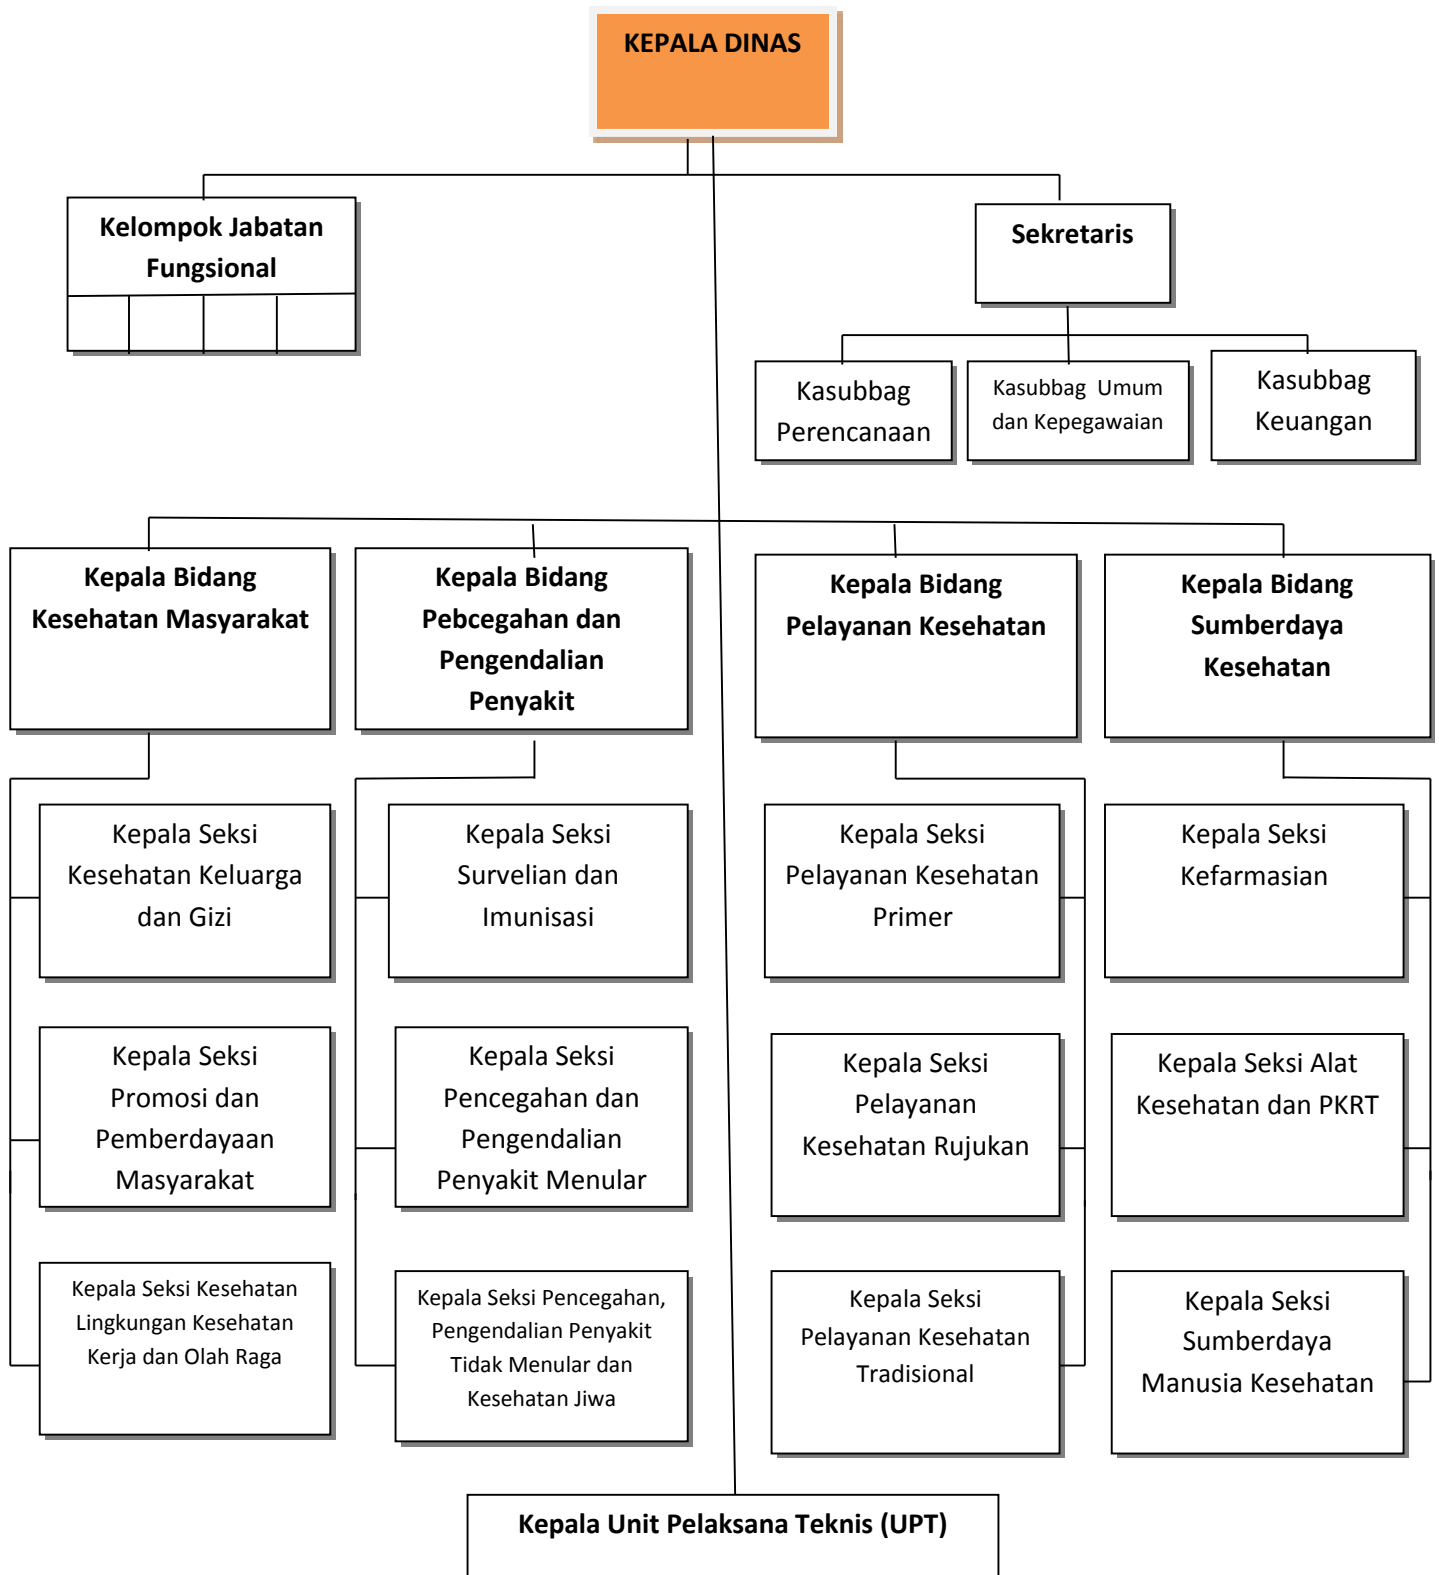 KEPALA DINAS
Kelompok Jabatan
Fungsional
Sekretaris
Kasubbag
Perencanaan
Kasubbag Umum
dan Kepegawaian
Kasubbag
Keuangan
Kepala Bidang
Kesehatan Masyarakat
Kepala Bidang
Pebcegahan dan
Pengendalian
Penyakit
Kepala Bidang
Pelayanan Kesehatan
Kepala Bidang
Sumberdaya
Kesehatan
Kepala Seksi
Kesehatan Keluarga
dan Gizi
Kepala Seksi
Survelian dan
Imunisasi
Kepala Seksi
Pelayanan Kesehatan
Primer
Kepala Seksi
Kefarmasian
Kepala Seksi
Promosi dan
Pemberdayaan
Masyarakat
Kepala Seksi
Pencegahan dan
Pengendalian
Penyakit Menular
Kepala Seksi
Pelayanan
Kesehatan Rujukan
Kepala Seksi Alat
Kesehatan dan PKRT
Kepala Seksi Kesehatan
Lingkungan Kesehatan
Kerja dan Olah Raga
Kepala Seksi Pencegahan,
Pengendalian Penyakit
Tidak Menular dan
Kesehatan Jiwa
Kepala Seksi
Pelayanan Kesehatan
Tradisional
Kepala Seksi
Sumberdaya
Manusia Kesehatan
Kepala Unit Pelaksana Teknis (UPT)